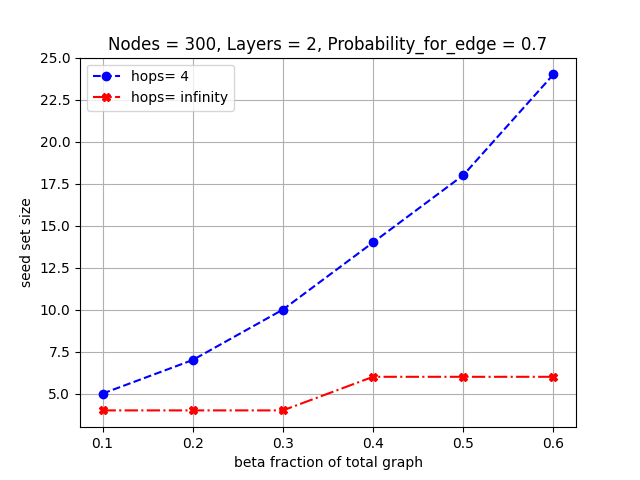 Nodes = 300, Layers = 2, Probability_for_edge = 0.7
hops= 4
hops= infinity
25.0
22.5
20.0
17.5
15.0
12.5
10.0
7.5
5.0
seed set size
0.1 0.2 0.3 0.4 0.5 0.6
beta fraction of total graph